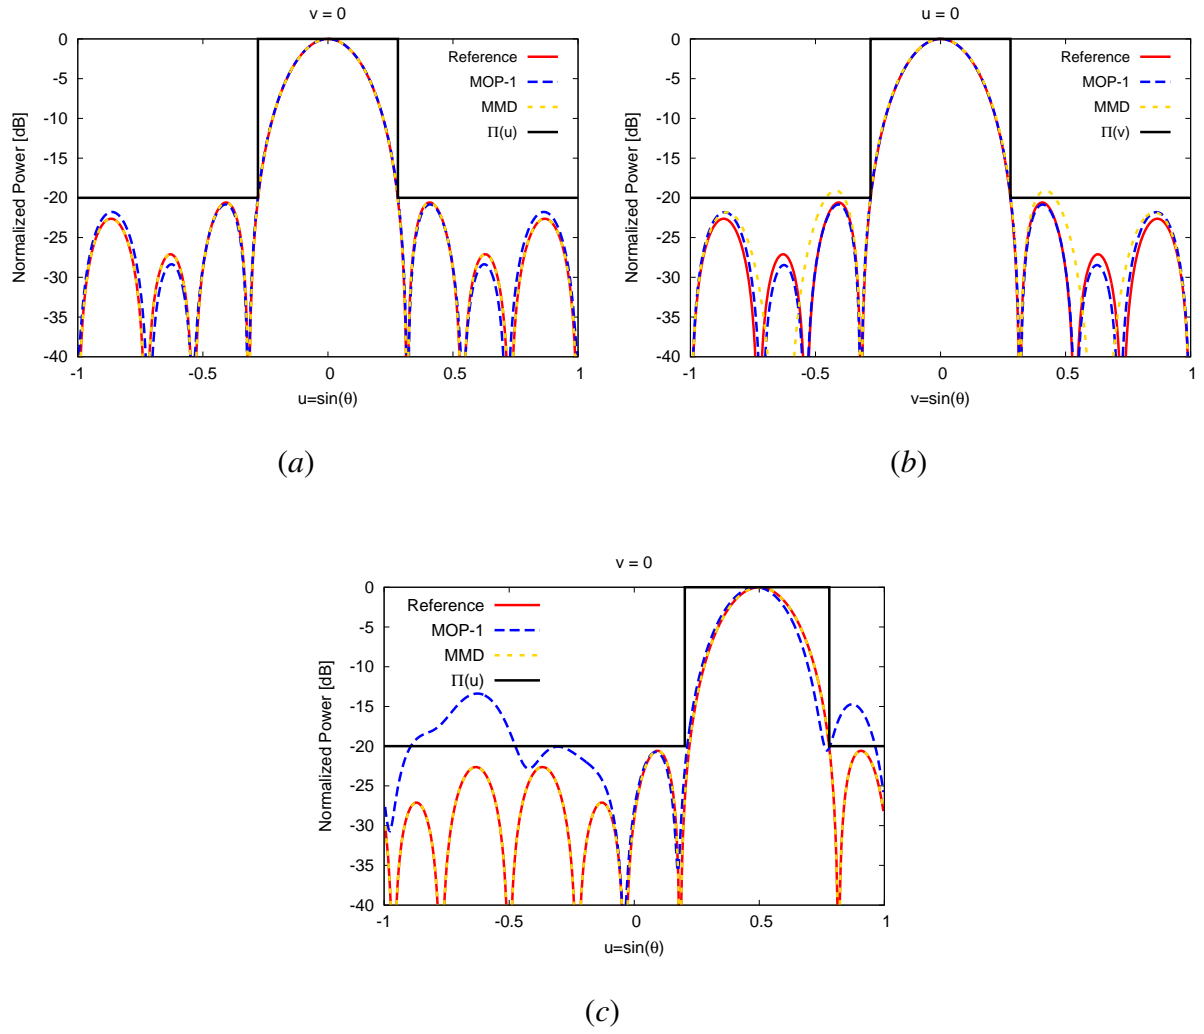 v = 0
Normalized Power [dB]
0
-5
-10
-15
-20
-25
-30
-35
-40
-1
-0.5
0
0.5
1
u=sin(θ)
Reference
MOP-1
MMD
Π(u)
(a)
u = 0
Normalized Power [dB]
0
-5
-10
-15
-20
-25
-30
-35
-40
-1
-0.5
0
0.5
1
v=sin(θ)
Reference
MOP-1
MMD
Π(v)
(b)
v = 0
Normalized Power [dB]
0
-5
-10
-15
-20
-25
-30
-35
-40
-1
-0.5
0
0.5
1
u=sin(θ)
Reference
MOP-1
MMD
Π(u)
(c)